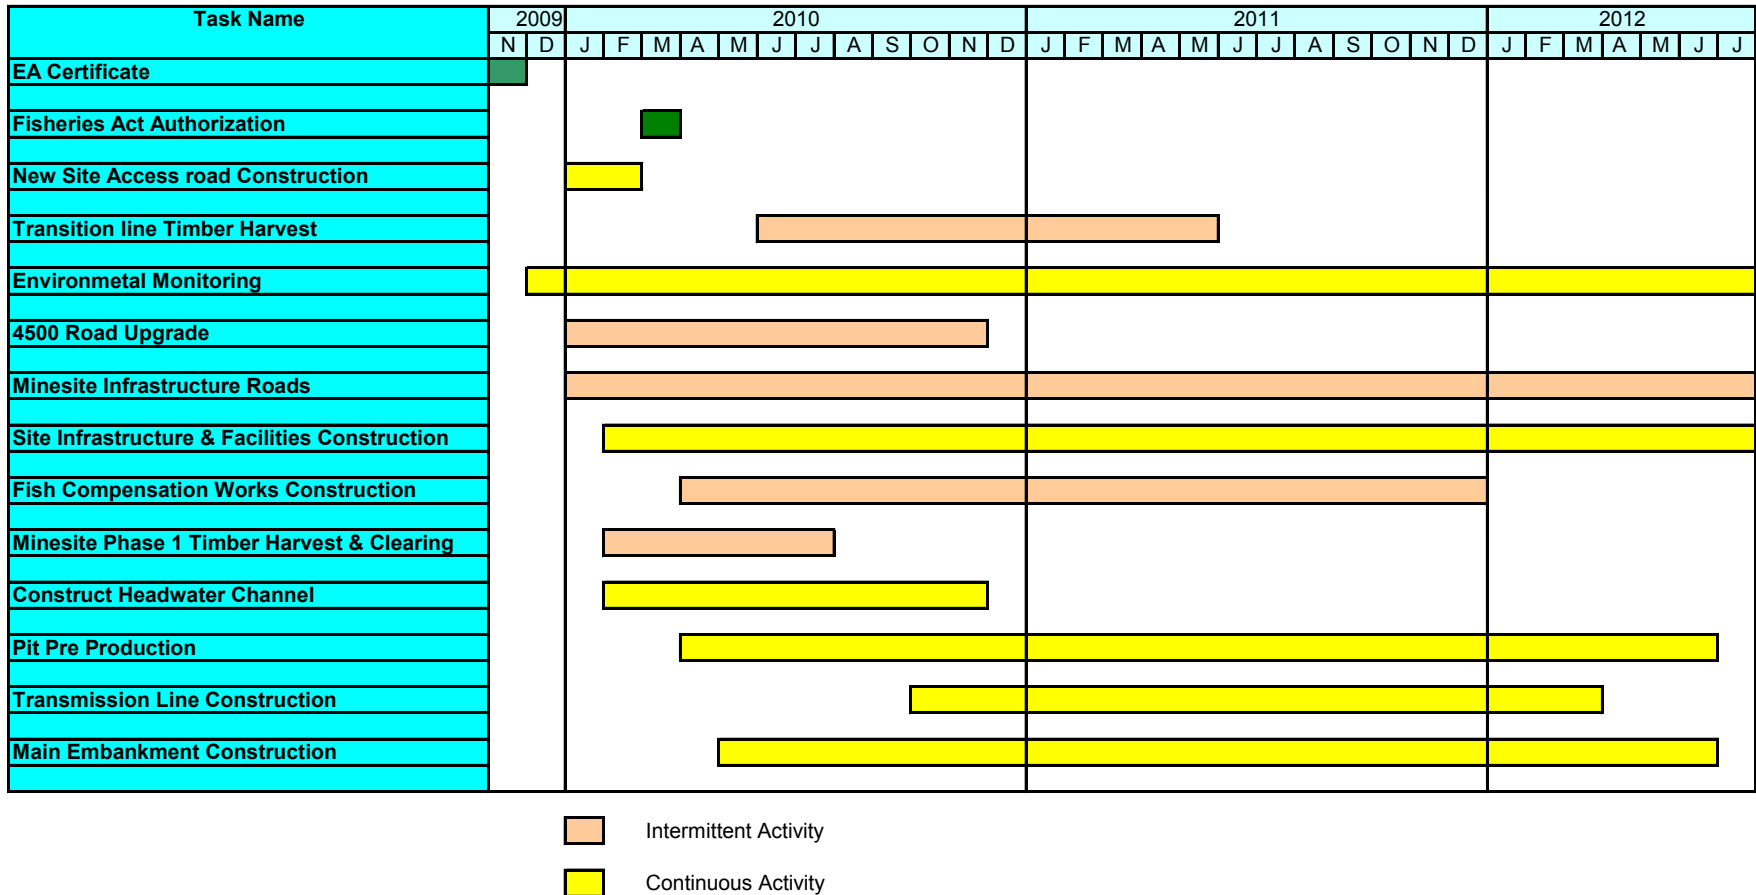 Task Name 2009 2010 2011 2012
N D J F M A M J J A S O N D J F M A M J J A S O N D J F M A M J J
EA Certificate
Fisheries Act Authorization
New Site Access road Construction
Transition line Timber Harvest
Environmetal Monitoring
4500 Road Upgrade
Minesite Infrastructure Roads
Site Infrastructure & Facilities Construction
Fish Compensation Works Construction
Minesite Phase 1 Timber Harvest & Clearing
Construct Headwater Channel
Pit Pre Production
Transmission Line Construction
Main Embankment Construction
Intermittent Activity
Continuous Activity